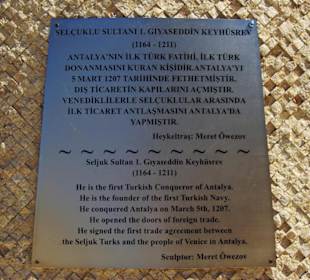 SELÇUKLU SULTANI 1. GIYASEDDİN KEYHÜSREV
(1164 - 1211)
ANTALYA'NIN İLK TÜRK FATİHİ, İLK TÜRK
DONANMASINI KURAN KİŞİDİR.ANTALYA'YI
5 MART 1207 TARİHİNDE FETHETMİŞTİR.
DIŞ TİCARETİN KAPILARINI AÇMIŞTIR.
VENEDİKLİLERLE SELÇUKLULAR ARASINDA
İLK TİCARET ANTLAŞMASINI ANTALYA'DA
YAPMIŞTIR.
Heykeltraş: Meret Öwezov
Seljuk Sultan 1. Gıyaseddin Keyhüsrev
(1164 - 1211)
He is the first Turkish Conqueror of Antalya.
He is the founder of the first Turkish Navy.
He conquered Antalya on March 5th, 1207.
He opened the doors of foreign trade.
He signed the first trade agreement between
the Seljuk Turks and the people of Venice in Antalya.
Sculptor: Meret Öwezov